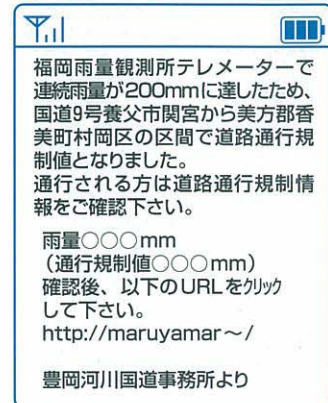 福岡雨量観測所テレメーターで
連続雨量が200mmに達したため、
国道9号養父市関宮から美方郡香
美町村岡区の区間で道路通行規
制値となりました。
通行される方は道路通行規制情
報をご確認下さい。
雨量○○○mm
(通行規制値○○○mm)
確認後、以下のURLをクリック
して下さい。
http://maruyamar～/
豊岡河川国道事務所より